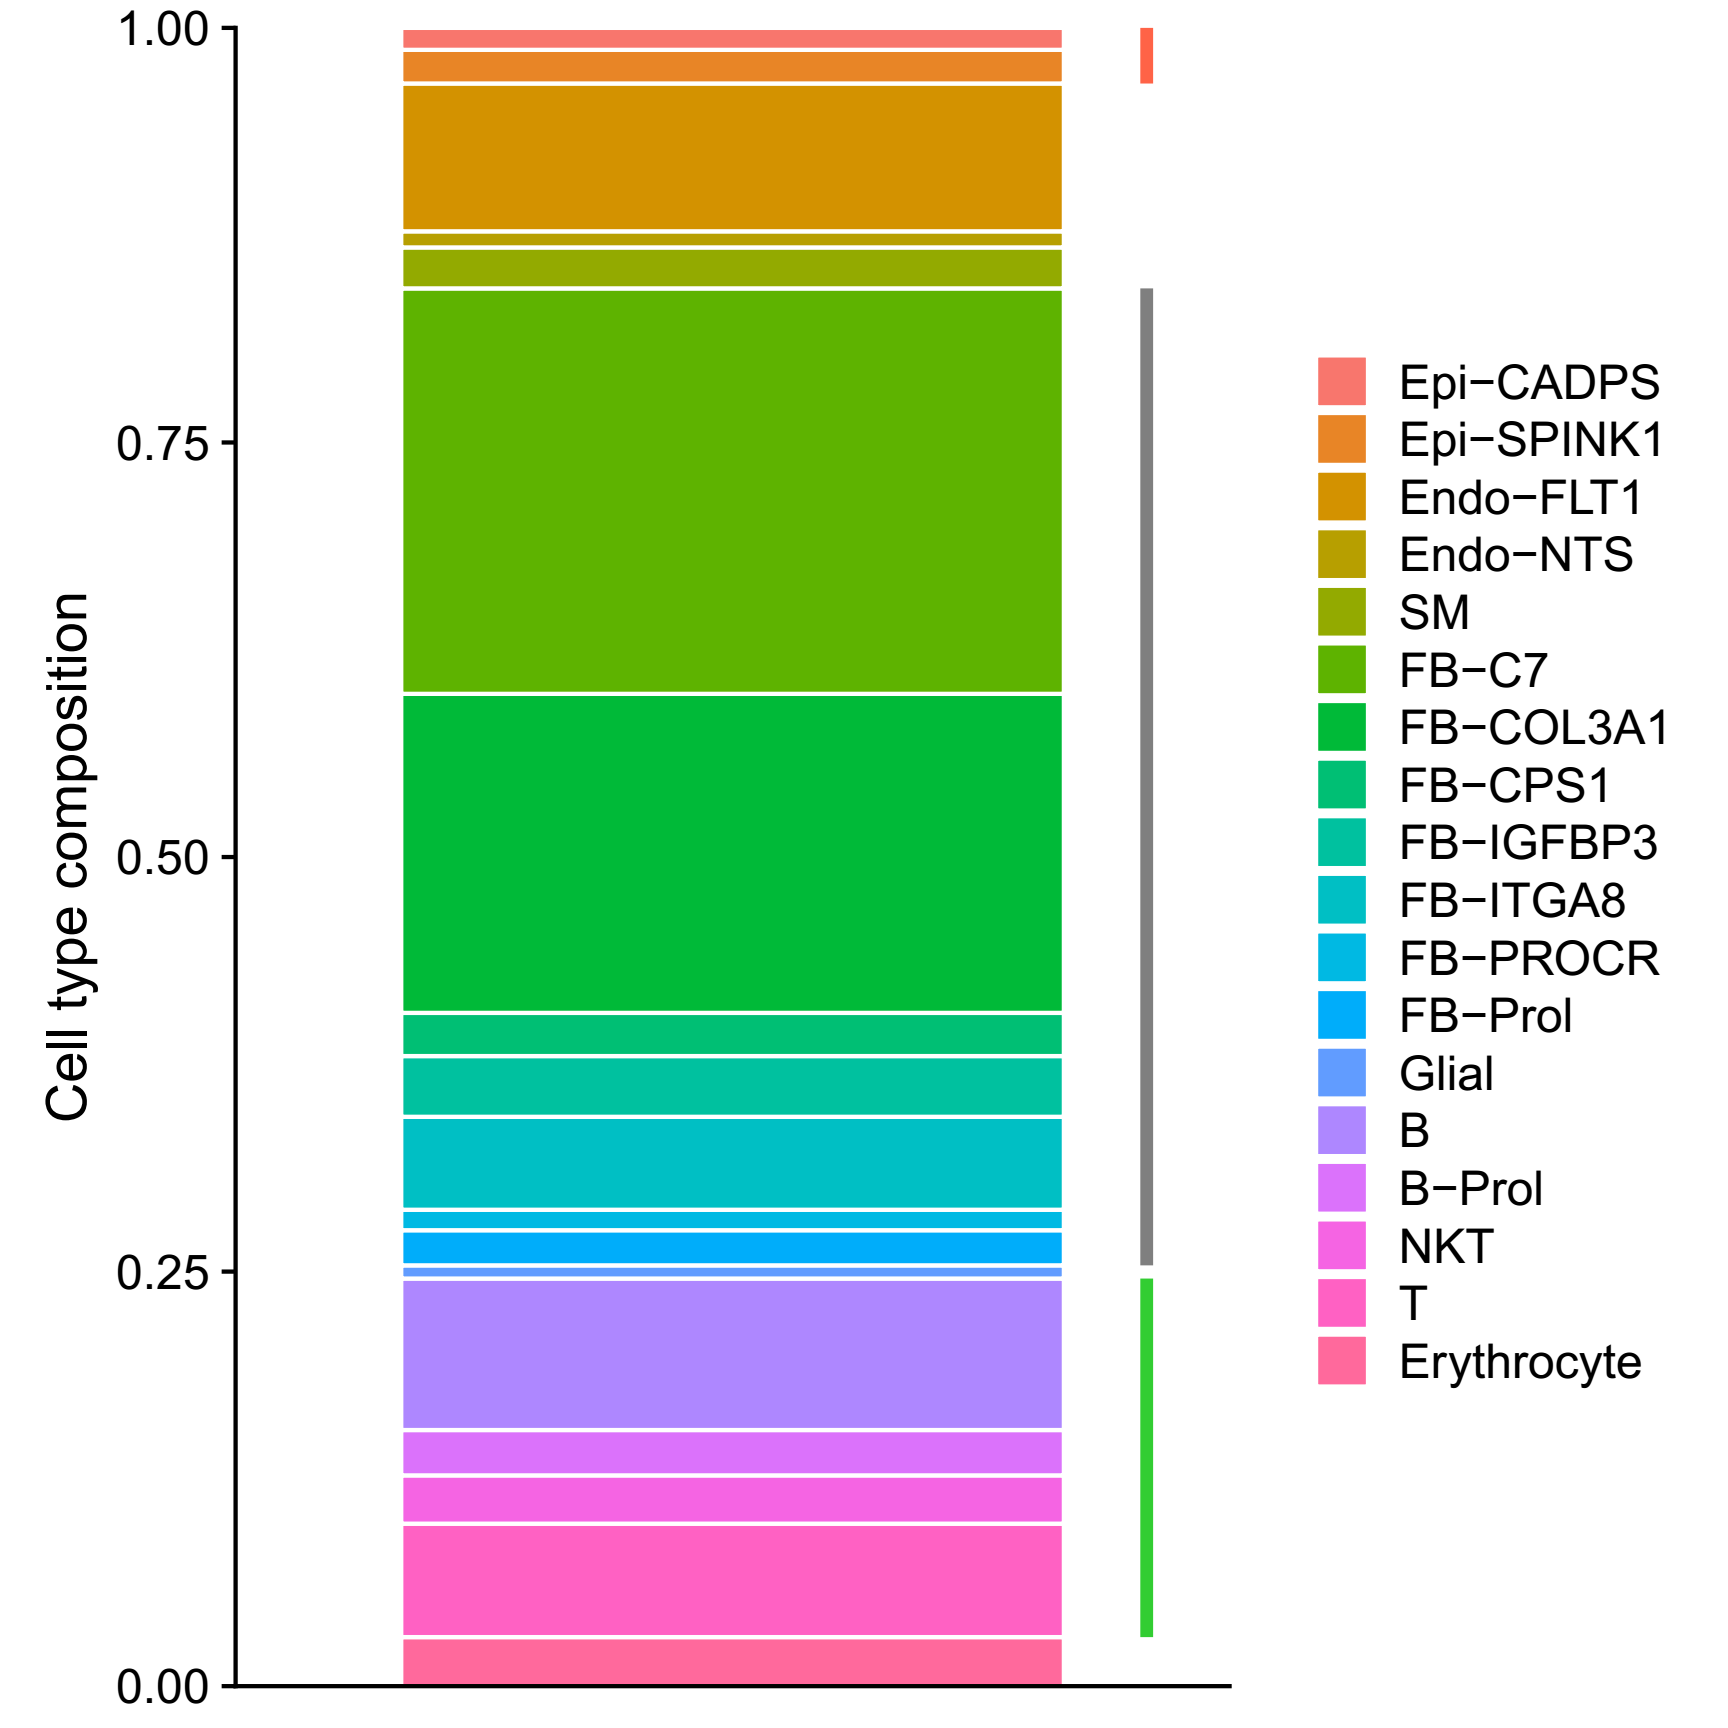 1.00
0.75
0.50
0.25
0.00
Cell type composition
Epi−CADPS
Epi−SPINK1
Endo−FLT1
Endo−NTS
SM
FB−C7
FB−COL3A1
FB−CPS1
FB−IGFBP3
FB−ITGA8
FB−PROCR
FB−Prol
Glial
B
B−Prol
NKT
T
Erythrocyte